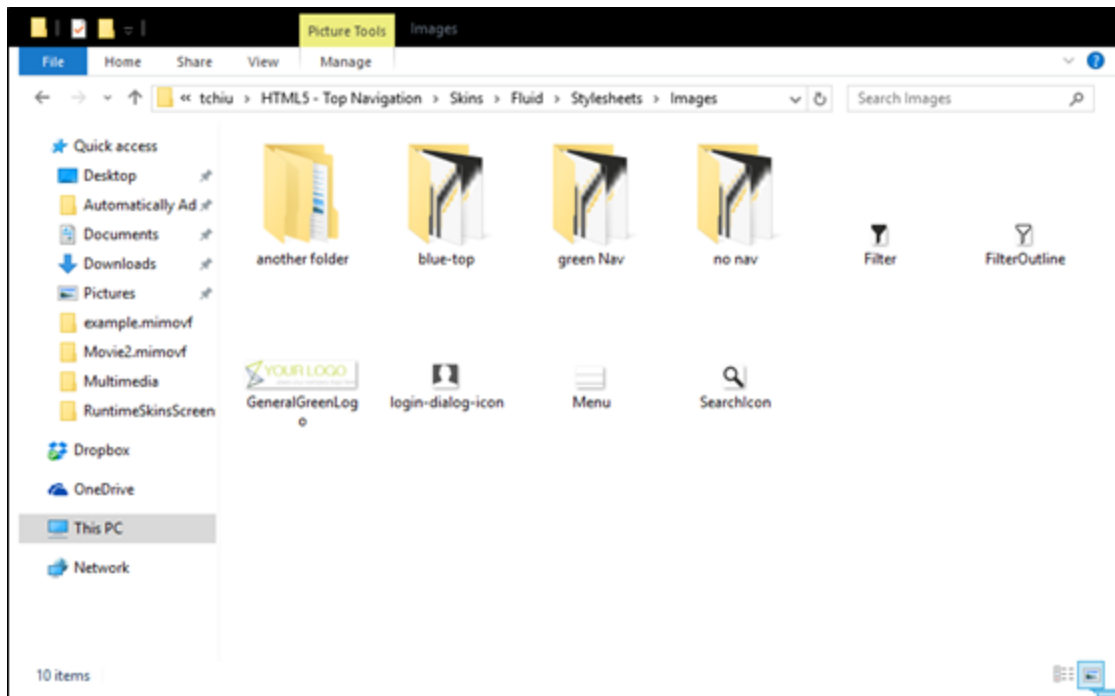 Picture Tools Images
File Home Share View Manage
« tchiu > HTML5 - Top Navigation > Skins > Fluid > Stylesheets > Images Search Images
Quick access
Desktop
Automatically Ad
Documents
Downloads
Pictures
example.mimovf
Movie2.mimovf
Multimedia
RuntimeSkinsScreen
Dropbox
OneDrive
This PC
Network
another folder blue-top green Nav no nav Filter FilterOutline
YOUR LOGO
GeneralGreenLog
o
login-dialog-icon Menu SearchIcon
10 items